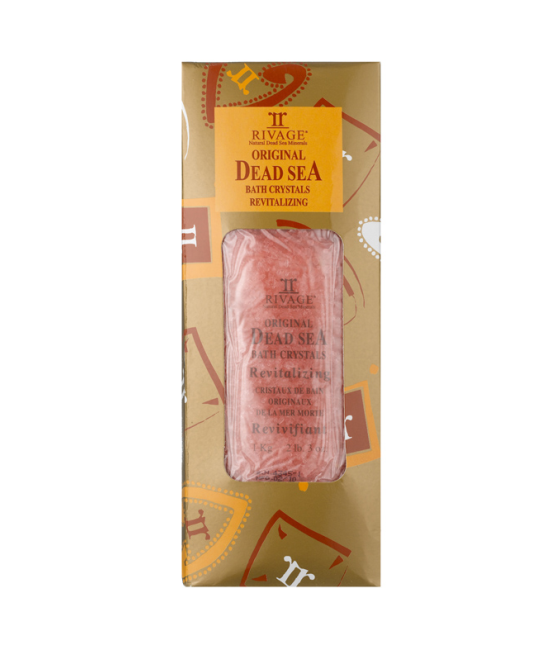 RIVAGE
Natural Dead Sea Minerals
ORIGINAL
DEAD SEA
BATH CRYSTALS
REVITALIZING
RIVAGE
ORIGINAL
DEAD SEA
BATH CRYSTALS
Revitalizing
CRISTAUX DE BAIN
ORIGINAUX
DE LA MER MORTE
Revivifiant